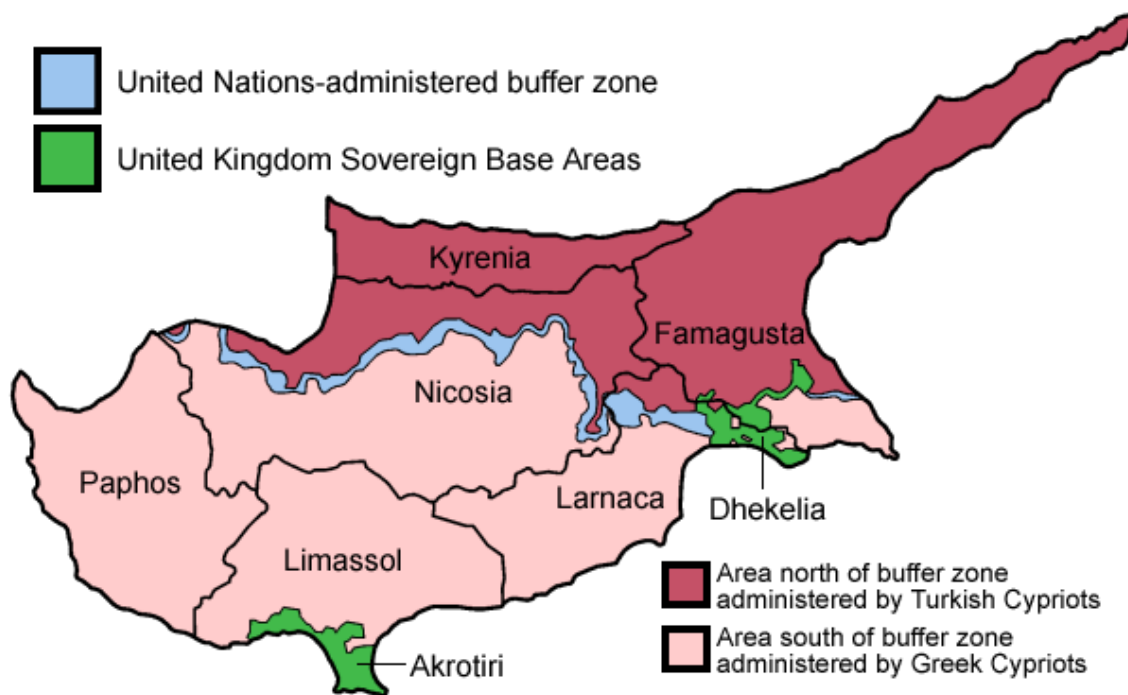 United Nations-administered buffer zone
United Kingdom Sovereign Base Areas
Kyrenia
Famagusta
Nicosia
Paphos
Larnaca
Dhekelia
Limassol
Akrotiri
Area north of buffer zone
administered by Turkish Cypriots
Area south of buffer zone
administered by Greek Cypriots